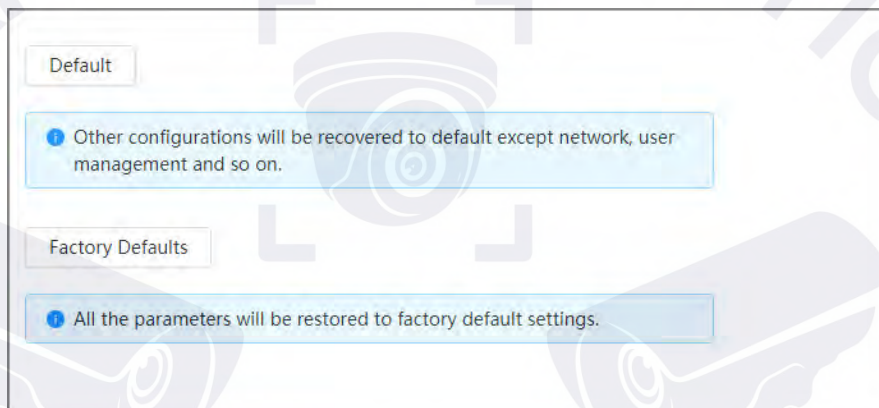 Default
Other configurations will be recovered to default except network, user
management and so on.
Factory Defaults
All the parameters will be restored to factory default settings.